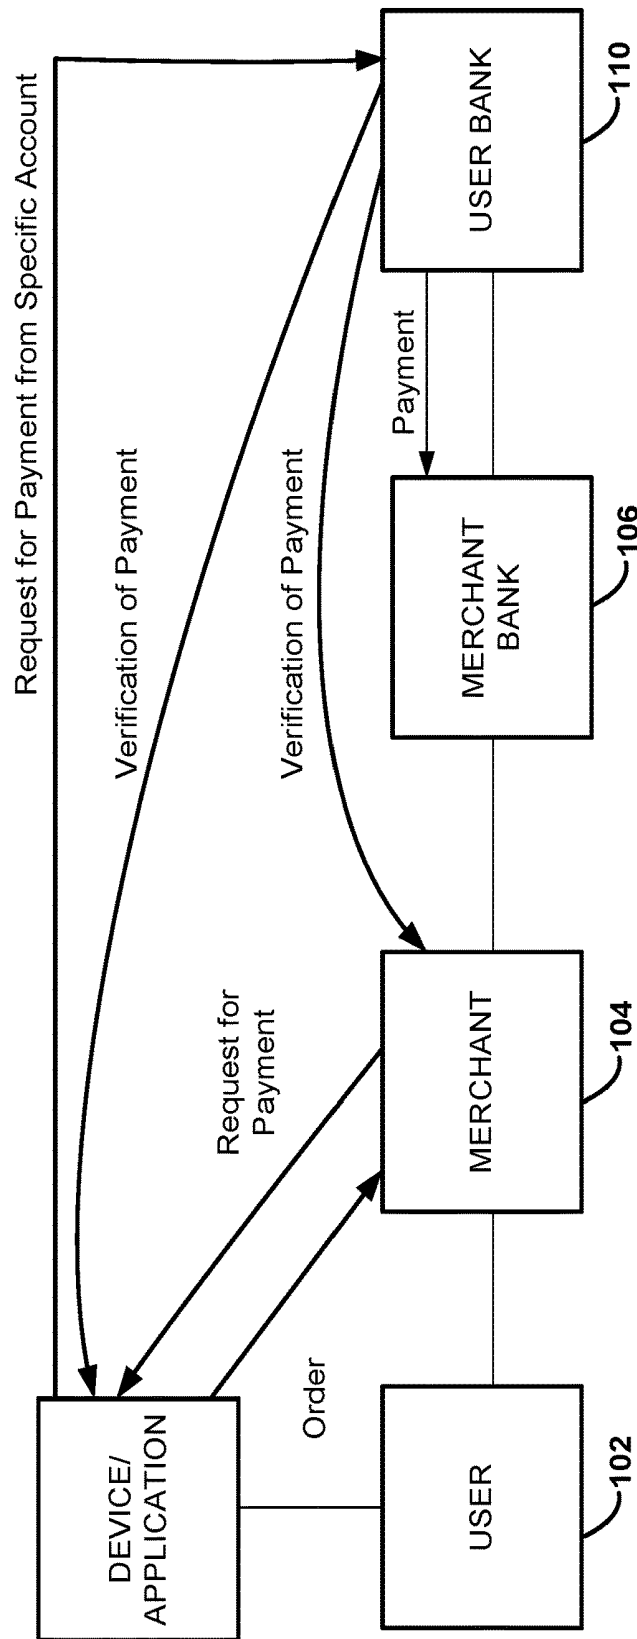 Request for Payment from Specific Account
Verification of Payment
Verification of Payment
Request for
Payment
Order
Payment
DEVICE/
APPLICATION
USER
102
MERCHANT
104
MERCHANT
BANK
106
USER BANK
110